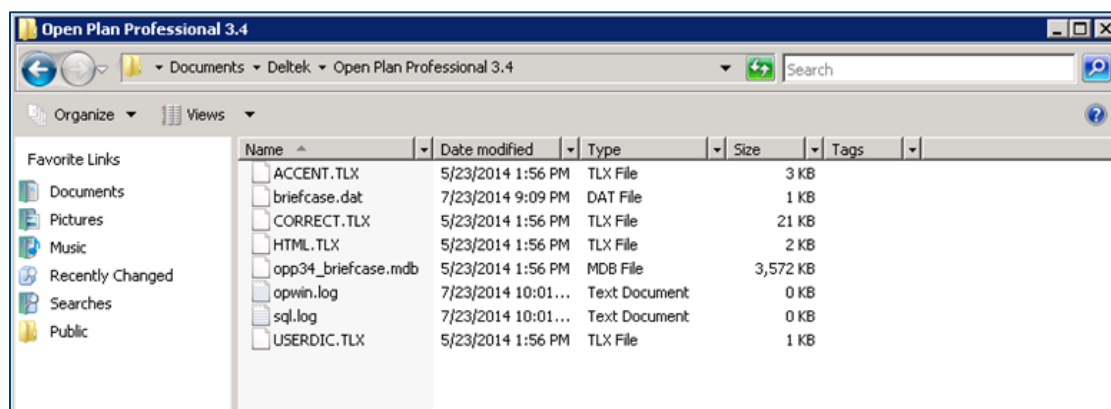 Open Plan Professional 3.4
Documents Deltek Open Plan Professional 3.4 Search
Organize Views
Favorite Links
Documents
Pictures
Music
Recently Changed
Searches
Public
Name Date modified Type Size Tags
ACCENT.TLX 5/23/2014 1:56 PM TLX File 3 KB
briefcase.dat 7/23/2014 9:09 PM DAT File 1 KB
CORRECT.TLX 5/23/2014 1:56 PM TLX File 21 KB
HTML.TLX 5/23/2014 1:56 PM TLX File 2 KB
opp34_briefcase.mdb 5/23/2014 1:56 PM MDB File 3,572 KB
opwin.log 7/23/2014 10:01... Text Document 0 KB
sql.log 7/23/2014 10:01... Text Document 0 KB
USERDIC.TLX 5/23/2014 1:56 PM TLX File 1 KB